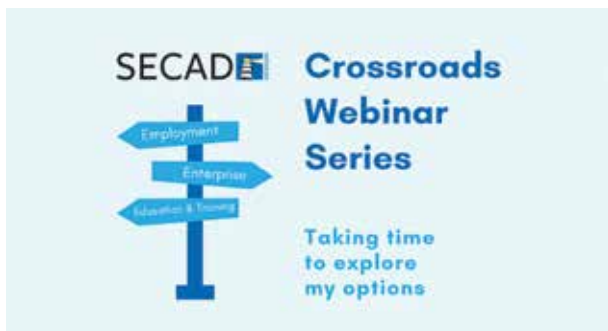 SECAD
Crossroads
Webinar
Series
Employment
Enterprise
Education & Training
Taking time
to explore
my options